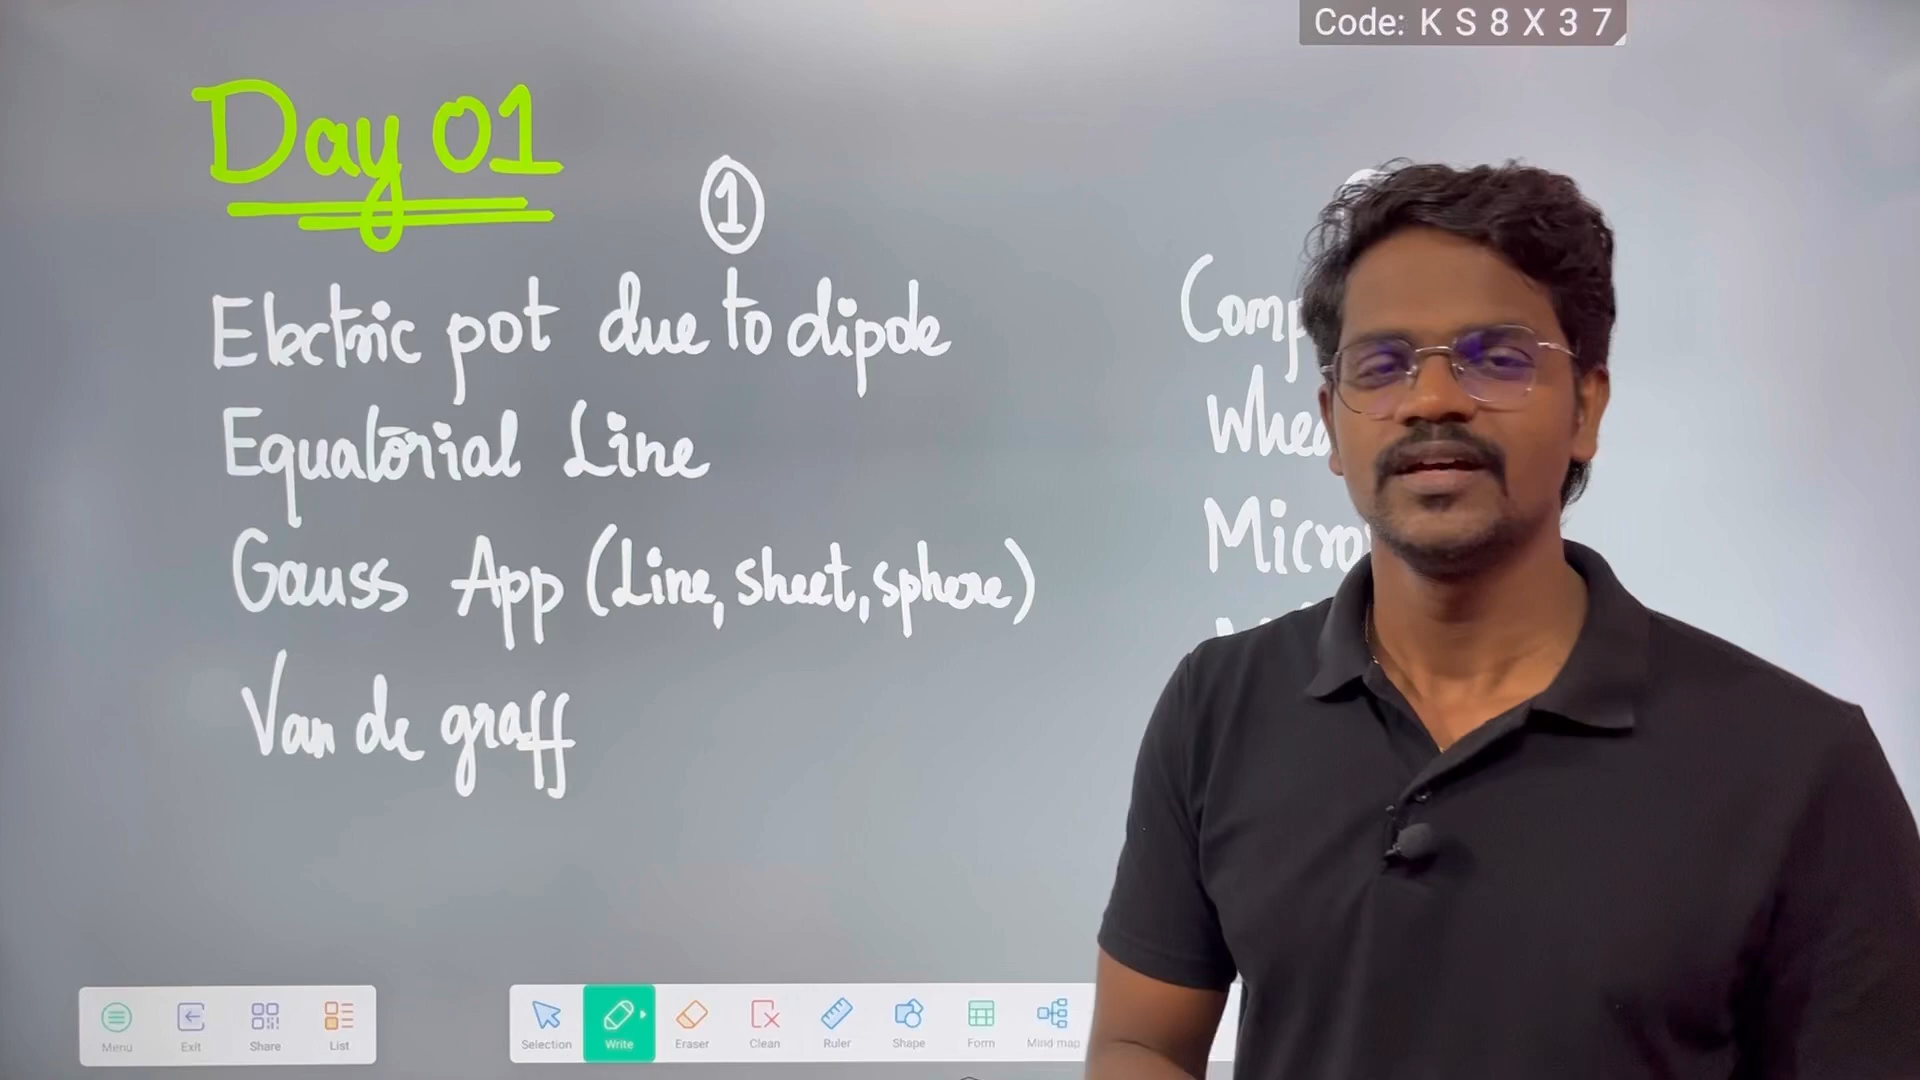 Code: K S 8 X 3 7
Day 01
1
Electric pot due to dipole
Equatorial Line
Gauss App (Line, sheet, sphere)
Van de graff
Menu
Exit
Share
List
Selection
Write
Eraser
Clean
Ruler
Shape
Form
Mind map